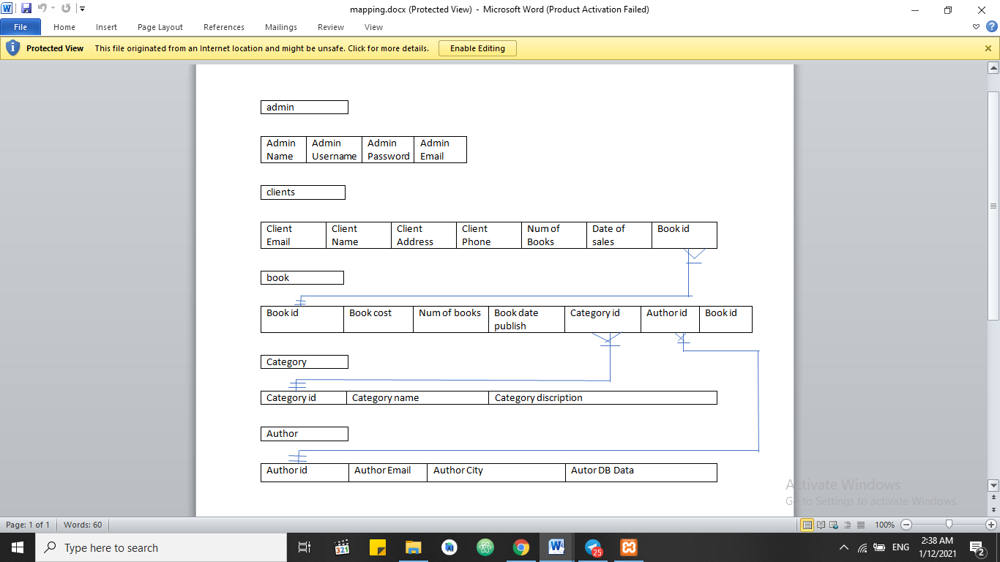 mapping.docx (Protected View) - Microsoft Word (Product Activation Failed)
File Home Insert Page Layout References Mailings Review View
Protected View This file originated from an Internet location and might be unsafe. Click for more details. Enable Editing
admin
Admin Name Admin Username Admin Password Admin Email
clients
Client Email Client Name Client Address Client Phone Num of Books Date of sales Book id
book
Book id Book cost Num of books Book date publish Category id Author id Book id
Category
Category id Category name Category discription
Author
Author id Author Email Author City Autor DB Data
Activate Windows
Go to Settings to activate Windows.
Page: 1 of 1 Words: 60 100%
Type here to search 321 25 ENG 2:38 AM
1/12/2021 2